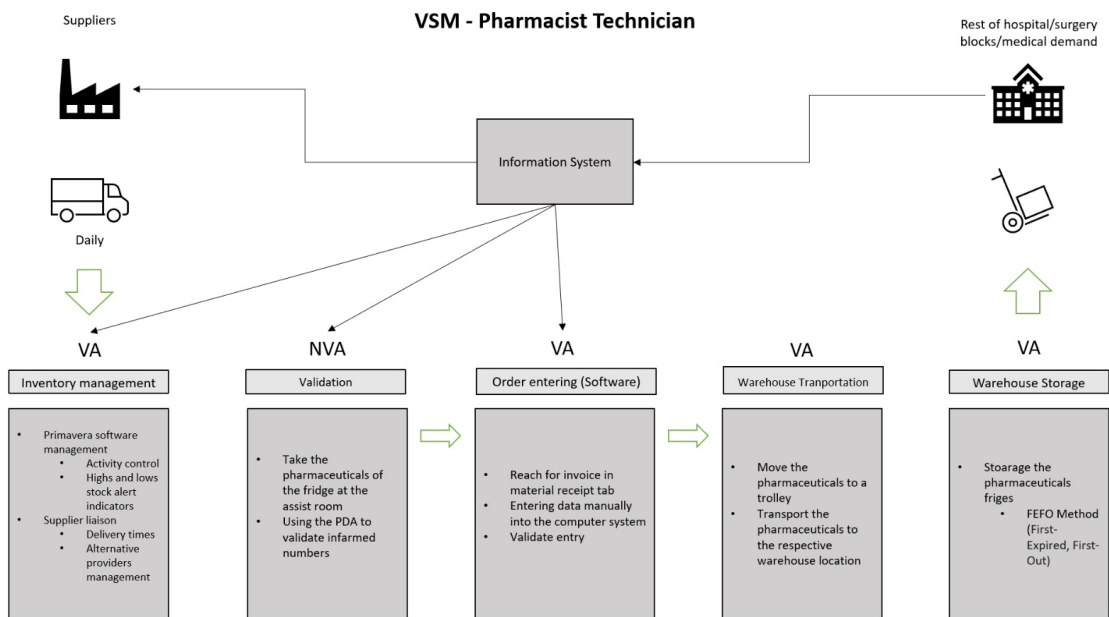 VSM - Pharmacist Technician
Suppliers
Rest of hospital/surgery
blocks/medical demand
Information System
Daily
VA
Inventory management
• Primavera software
management
• Activity control
• Highs and lows
stock alert
indicators
• Supplier liaison
• Delivery times
• Alternative
providers
management
NVA
Validation
• Take the
pharmaceuticals of
the fridge at the
assist room
• Using the PDA to
validate infarmed
numbers
VA
Order entering (Software)
• Reach for invoice in
material receipt tab
• Entering data manually
into the computer system
• Validate entry
VA
Warehouse Tranportation
• Move the
pharmaceuticals to a
trolley
• Transport the
pharmaceuticals to
the respective
warehouse location
VA
Warehouse Storage
• Stoarage the
pharmaceuticals
friges
• FEFO Method
(First-
Expired, First-
Out)